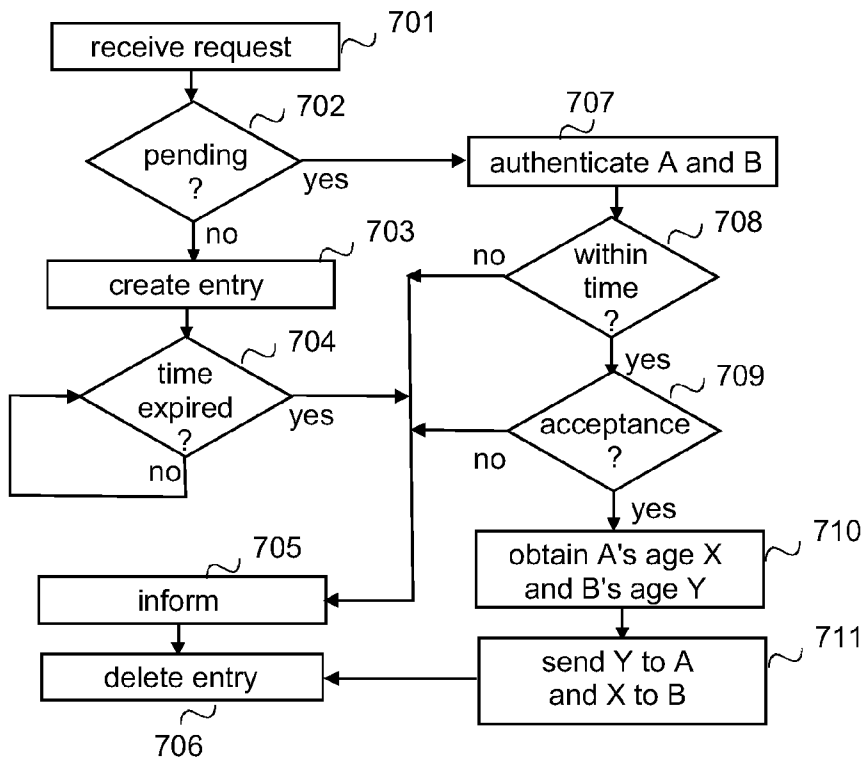 701
receive request
702
pending
?
yes
no
703
create entry
704
time
expired
?
yes
no
705
inform
delete entry
706
707
authenticate A and B
708
within
time
?
no
yes
709
acceptance
?
no
yes
710
obtain A's age X
and B's age Y
711
send Y to A
and X to B